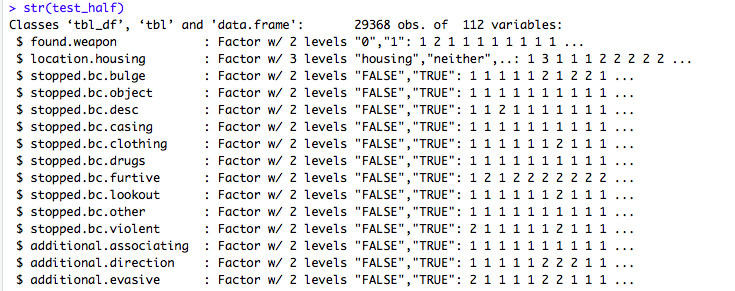 > str(test_half)
Classes ‘tbl_df’, ‘tbl’ and 'data.frame':	29368 obs. of  112 variables:
 $ found.weapon           : Factor w/ 2 levels "0","1": 1 2 1 1 1 1 1 1 1 1 ...
 $ location.housing       : Factor w/ 3 levels "housing","neither",..: 1 3 1 1 1 2 2 2 2 2 ...
 $ stopped.bc.bulge       : Factor w/ 2 levels "FALSE","TRUE": 1 1 1 1 1 2 1 2 2 1 ...
 $ stopped.bc.object      : Factor w/ 2 levels "FALSE","TRUE": 1 1 1 1 1 1 1 1 1 1 ...
 $ stopped.bc.desc        : Factor w/ 2 levels "FALSE","TRUE": 1 1 2 1 1 1 1 1 1 1 ...
 $ stopped.bc.casing      : Factor w/ 2 levels "FALSE","TRUE": 1 1 1 1 1 1 1 1 1 1 ...
 $ stopped.bc.clothing    : Factor w/ 2 levels "FALSE","TRUE": 1 1 1 1 1 1 2 1 1 1 ...
 $ stopped.bc.drugs       : Factor w/ 2 levels "FALSE","TRUE": 1 1 1 1 1 1 1 1 1 1 ...
 $ stopped.bc.furtive     : Factor w/ 2 levels "FALSE","TRUE": 1 2 1 2 2 2 2 2 2 2 ...
 $ stopped.bc.lookout     : Factor w/ 2 levels "FALSE","TRUE": 1 1 1 1 1 1 2 1 1 1 ...
 $ stopped.bc.other       : Factor w/ 2 levels "FALSE","TRUE": 1 1 1 1 1 1 1 1 1 1 ...
 $ stopped.bc.violent     : Factor w/ 2 levels "FALSE","TRUE": 2 1 1 1 1 1 2 1 1 1 ...
 $ additional.associating : Factor w/ 2 levels "FALSE","TRUE": 1 1 1 1 1 1 1 1 1 1 ...
 $ additional.direction   : Factor w/ 2 levels "FALSE","TRUE": 1 1 1 1 1 2 2 2 1 1 ...
 $ additional.evasive     : Factor w/ 2 levels "FALSE","TRUE": 2 1 1 1 1 2 2 1 1 1 ...